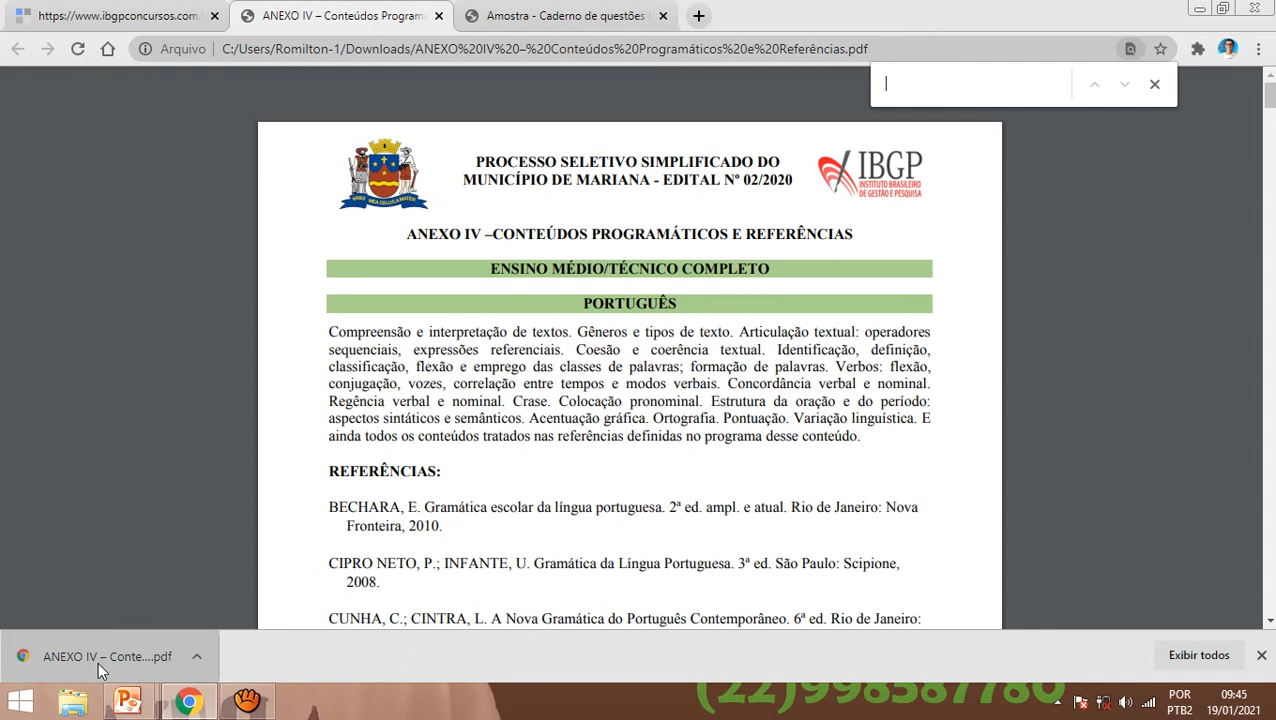 https://www.ibgpconcursos.com.
ANEXO IV – Conteúdos Program
Amostra - Caderno de questões
Arquivo
C:/Users/Romilton-1/Downloads/ANEXO%20IV%20–%20Conteúdos%20Programáticos%20e%20Referências.pdf
PROCESSO SELETIVO SIMPLIFICADO DO
MUNICÍPIO DE MARIANA - EDITAL Nº 02/2020
URBS MEA CELULA MATER
IBGP
INSTITUTO BRASILEIRO
DE GESTÃO E PESQUISA
ANEXO IV –CONTEÚDOS PROGRAMÁTICOS E REFERÊNCIAS
ENSINO MÉDIO/TÉCNICO COMPLETO
PORTUGUÊS
Compreensão e interpretação de textos. Gêneros e tipos de texto. Articulação textual: operadores
sequenciais, expressões referenciais. Coesão e coerência textual. Identificação, definição,
classificação, flexão e emprego das classes de palavras; formação de palavras. Verbos: flexão,
conjugação, vozes, correlação entre tempos e modos verbais. Concordância verbal e nominal.
Regência verbal e nominal. Crase. Colocação pronominal. Estrutura da oração e do período:
aspectos sintáticos e semânticos. Acentuação gráfica. Ortografia. Pontuação. Variação linguística. E
ainda todos os conteúdos tratados nas referências definidas no programa desse conteúdo.
REFERÊNCIAS:
BECHARA, E. Gramática escolar da língua portuguesa. 2ª ed. ampl. e atual. Rio de Janeiro: Nova
Fronteira, 2010.
CIPRO NETO, P.; INFANTE, U. Gramática da Língua Portuguesa. 3ª ed. São Paulo: Scipione,
2008.
CUNHA, C.; CINTRA, L. A Nova Gramática do Português Contemporâneo. 6ª ed. Rio de Janeiro:
ANEXO IV – Conte....pdf
Exibir todos
(22)998587780
POR
PTB2
09:45
19/01/2021